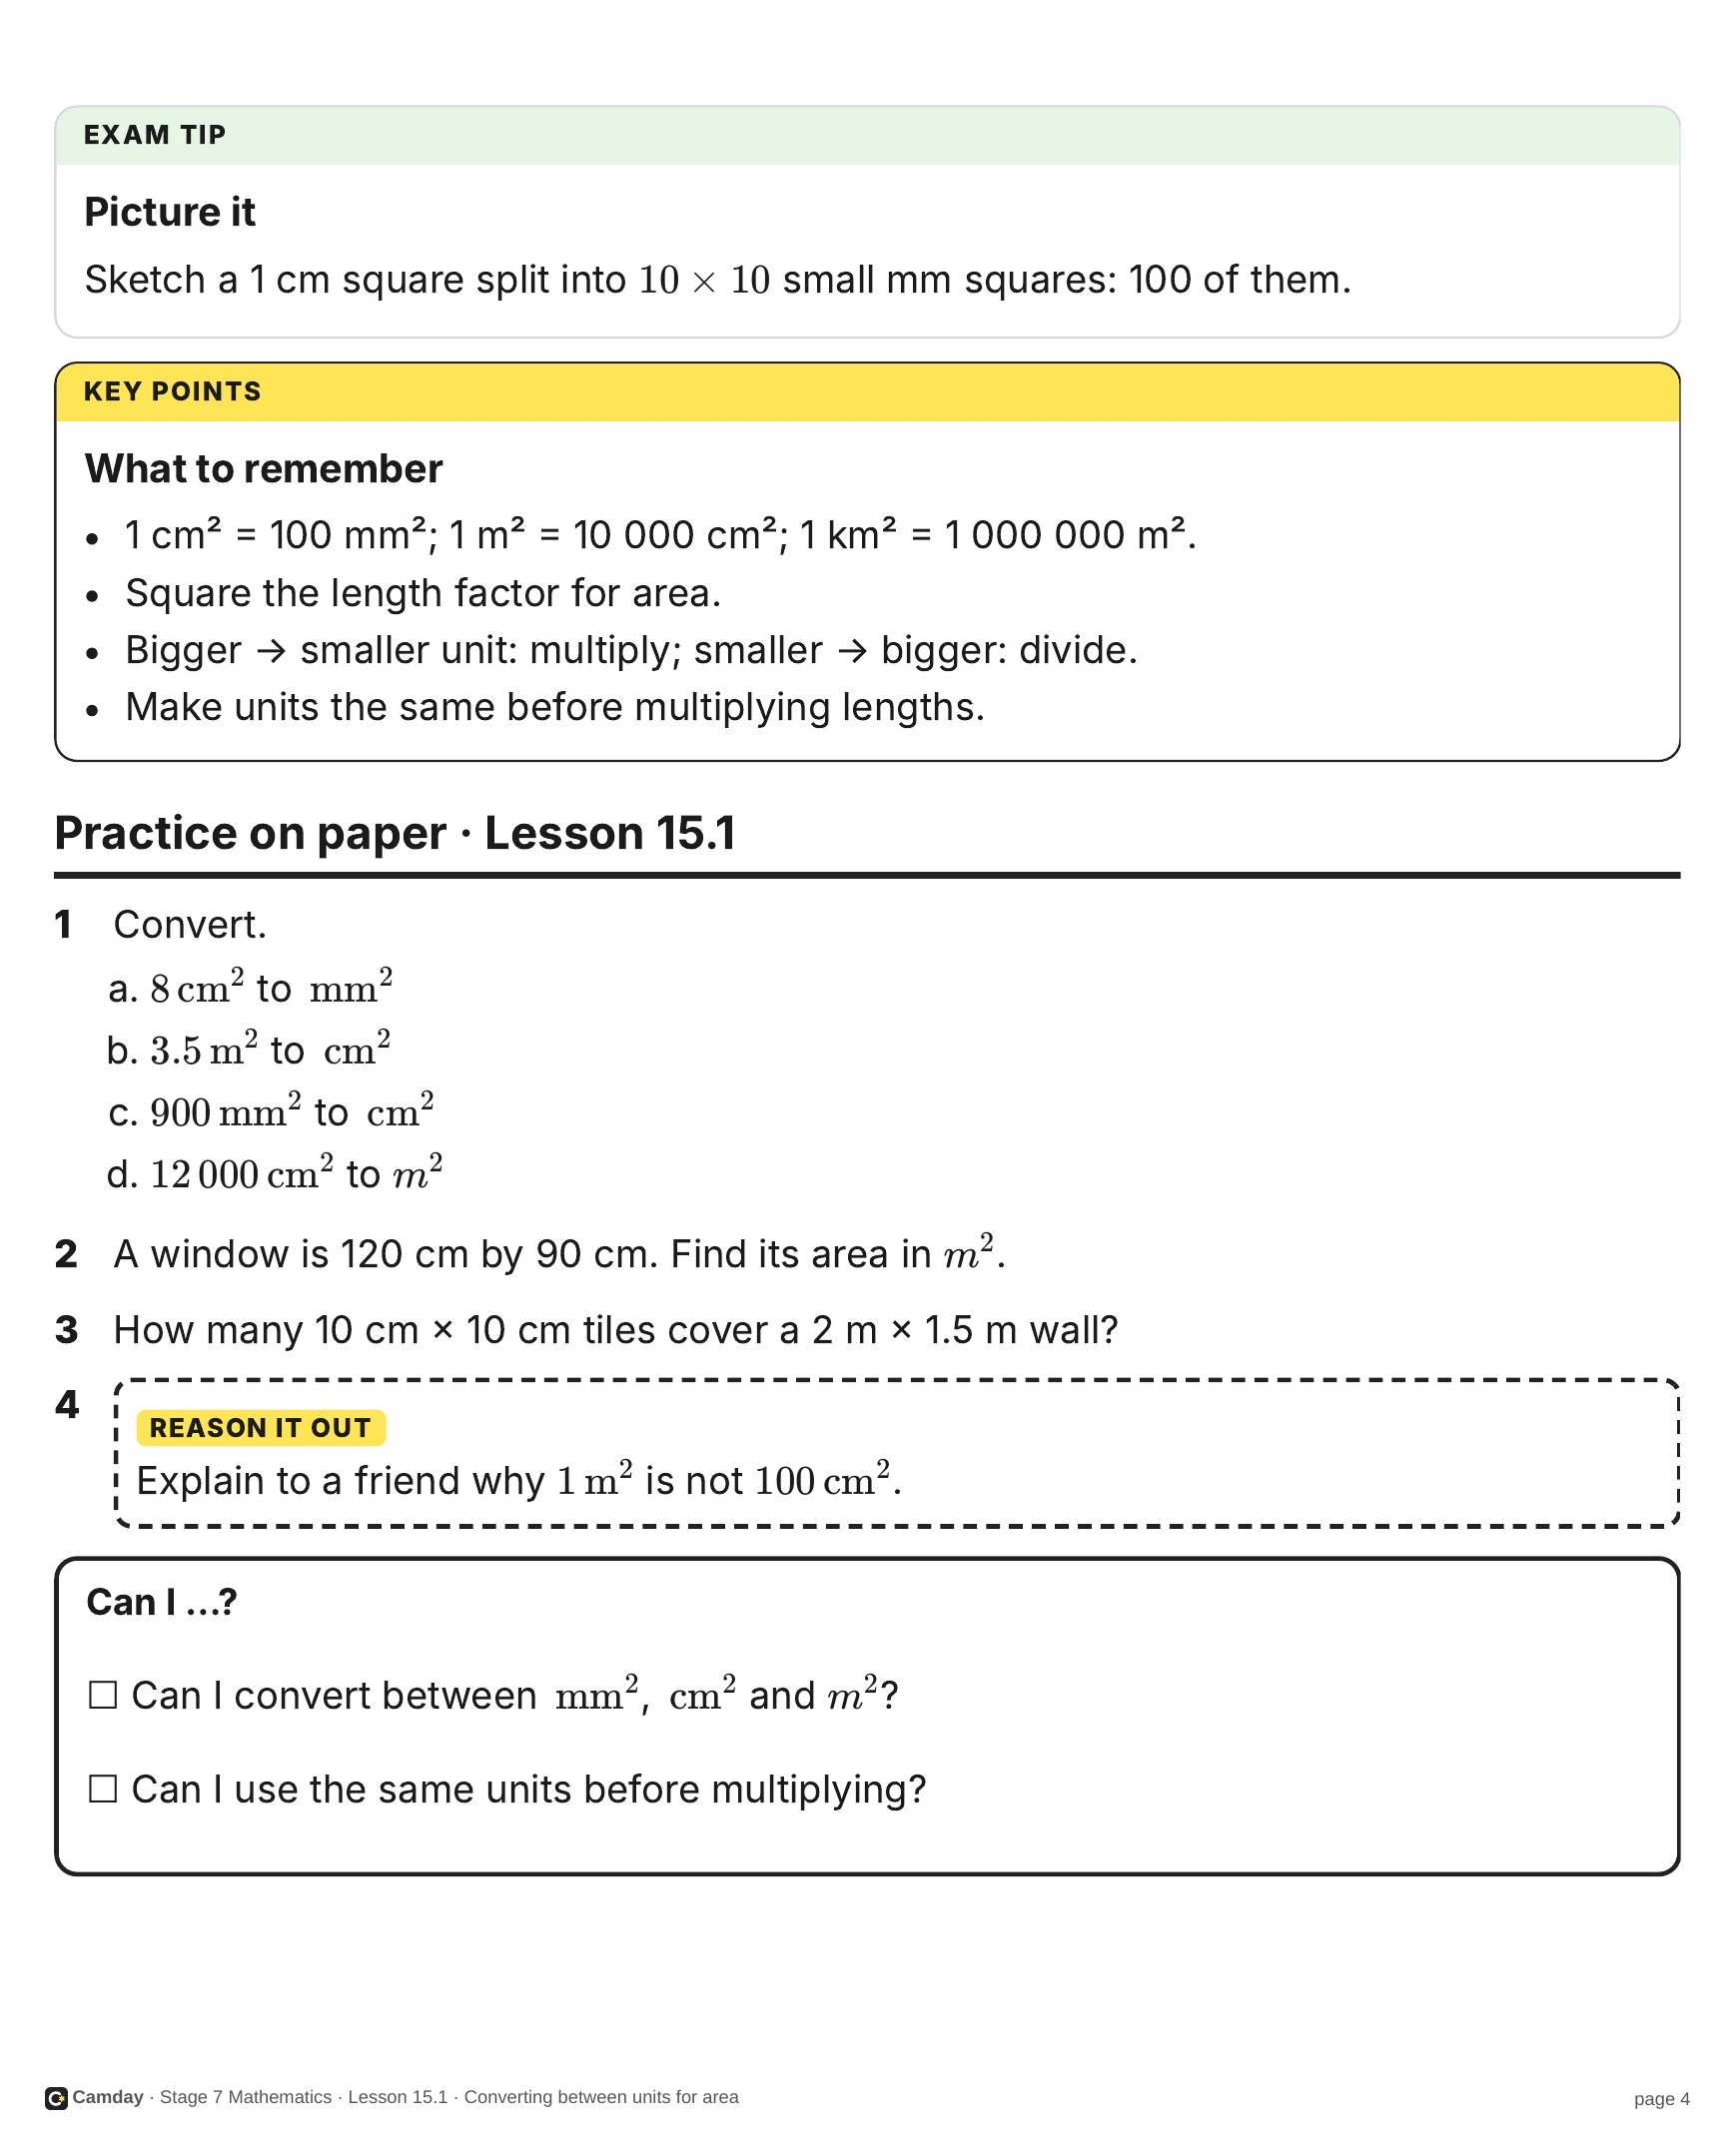 EXAM TIP
Picture it
Sketch a 1 cm square split into 10 × 10 small mm squares: 100 of them.
KEY POINTS
What to remember
• 1 cm² = 100 mm²; 1 m² = 10 000 cm²; 1 km² = 1 000 000 m².
• Square the length factor for area.
• Bigger → smaller unit: multiply; smaller → bigger: divide.
• Make units the same before multiplying lengths.
Practice on paper · Lesson 15.1
1 Convert.
a. 8 cm² to mm²
b. 3.5 m² to cm²
c. 900 mm² to cm²
d. 12 000 cm² to m²
2 A window is 120 cm by 90 cm. Find its area in m².
3 How many 10 cm × 10 cm tiles cover a 2 m × 1.5 m wall?
4 REASON IT OUT
Explain to a friend why 1 m² is not 100 cm².
Can I …?
☐ Can I convert between mm², cm² and m²?
☐ Can I use the same units before multiplying?
Camday · Stage 7 Mathematics · Lesson 15.1 · Converting between units for area page 4